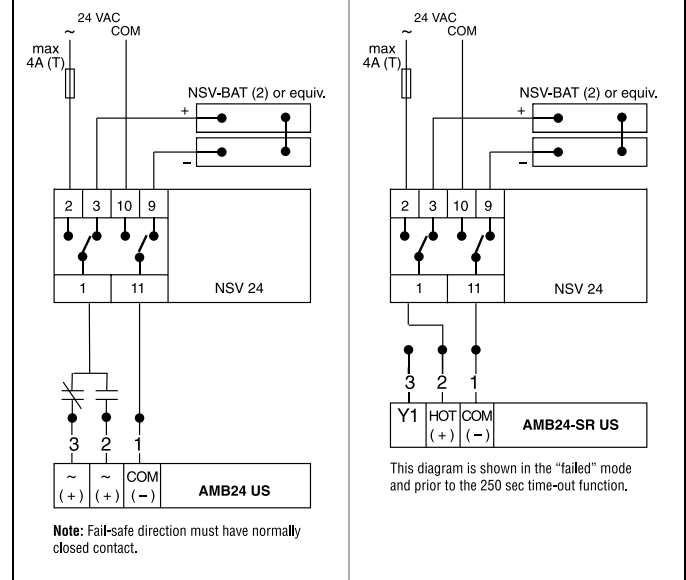 24 VAC
~ COM
max
4A (T)
NSV-BAT (2) or equiv.
+
–
2 3 10 9
1 11 NSV 24
3 2 1
~ ~ COM
(+) (+) (–) AMB24 US
Note: Fail-safe direction must have normally
closed contact.
24 VAC
~ COM
max
4A (T)
NSV-BAT (2) or equiv.
+
–
2 3 10 9
1 11 NSV 24
3 2 1
Y1 HOT COM
(+) (–) AMB24-SR US
This diagram is shown in the “failed” mode
and prior to the 250 sec time-out function.